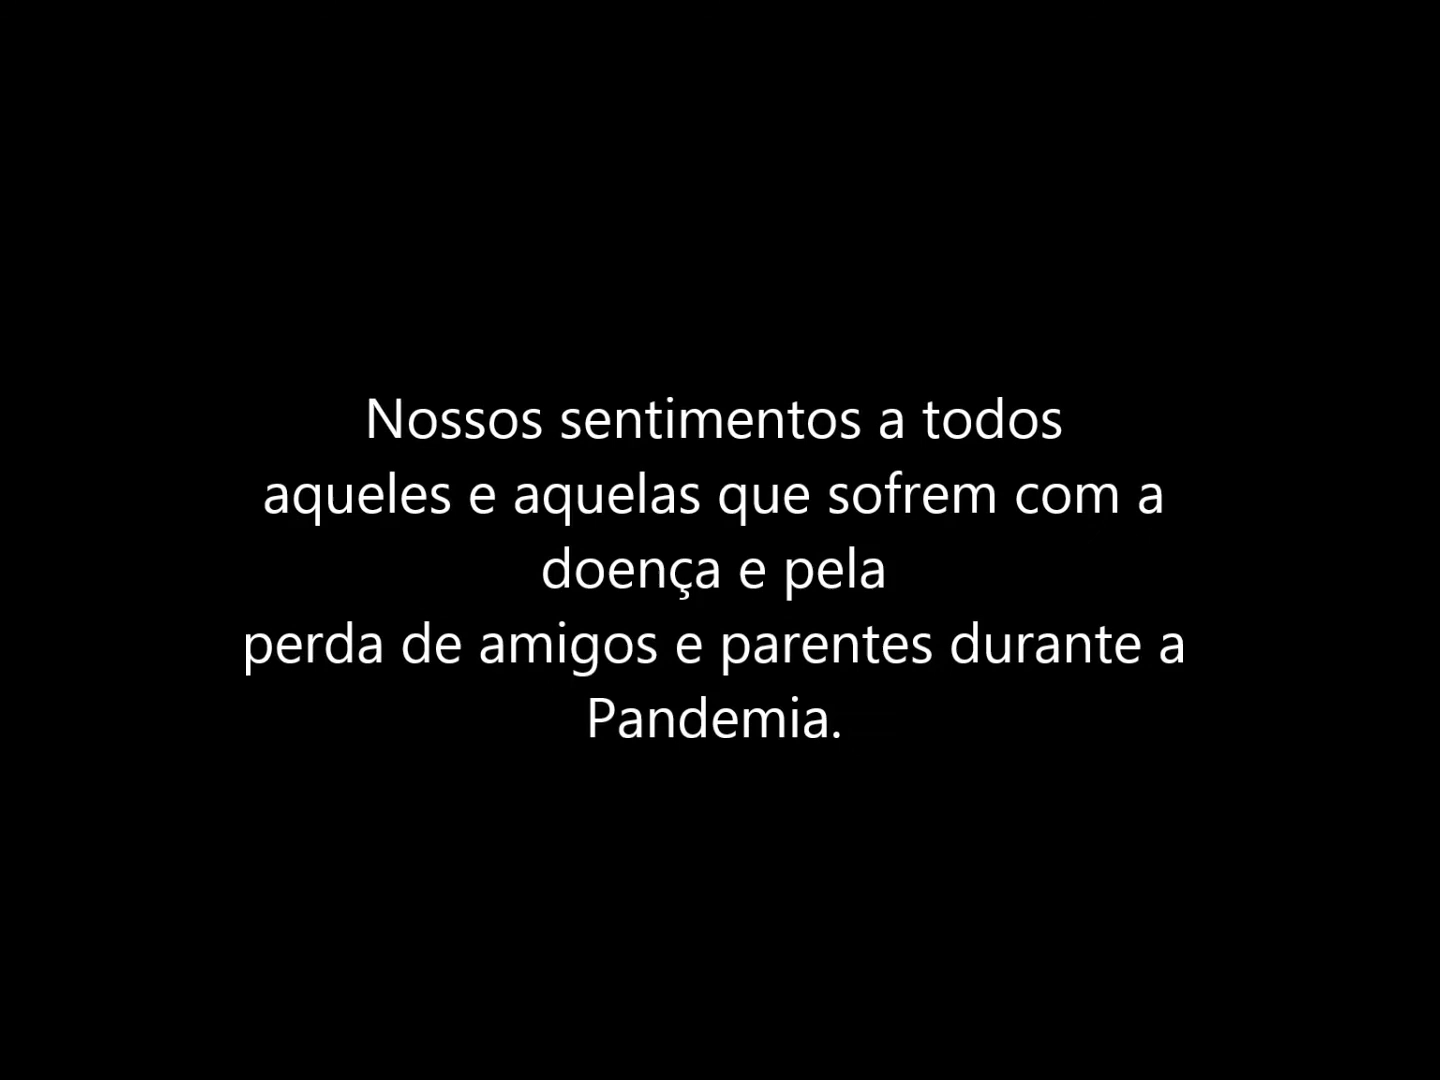 Nossos sentimentos a todos
aqueles e aquelas que sofrem com a
doença e pela
perda de amigos e parentes durante a
Pandemia.